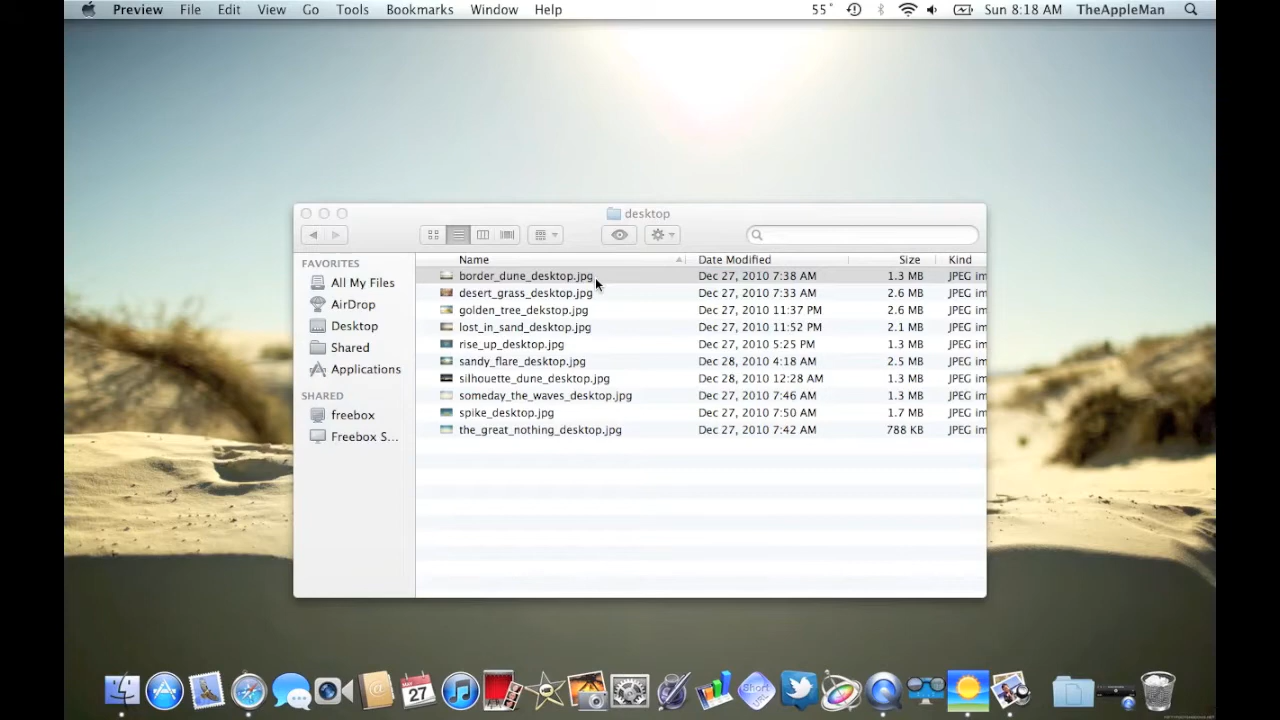 Preview File Edit View Go Tools Bookmarks Window Help 55° Sun 8:18 AM TheAppleMan
desktop
FAVORITES
All My Files
AirDrop
Desktop
Shared
Applications
SHARED
freebox
Freebox S...
Name Date Modified Size Kind
border_dune_desktop.jpg Dec 27, 2010 7:38 AM 1.3 MB JPEG im
desert_grass_desktop.jpg Dec 27, 2010 7:33 AM 2.6 MB JPEG im
golden_tree_dekstop.jpg Dec 27, 2010 11:37 PM 2.6 MB JPEG im
lost_in_sand_desktop.jpg Dec 27, 2010 11:52 PM 2.1 MB JPEG im
rise_up_desktop.jpg Dec 27, 2010 5:25 PM 1.3 MB JPEG im
sandy_flare_desktop.jpg Dec 28, 2010 4:18 AM 2.5 MB JPEG im
silhouette_dune_desktop.jpg Dec 28, 2010 12:28 AM 1.3 MB JPEG im
someday_the_waves_desktop.jpg Dec 27, 2010 7:46 AM 1.3 MB JPEG im
spike_desktop.jpg Dec 27, 2010 7:50 AM 1.7 MB JPEG im
the_great_nothing_desktop.jpg Dec 27, 2010 7:42 AM 788 KB JPEG im
27
Short
URL